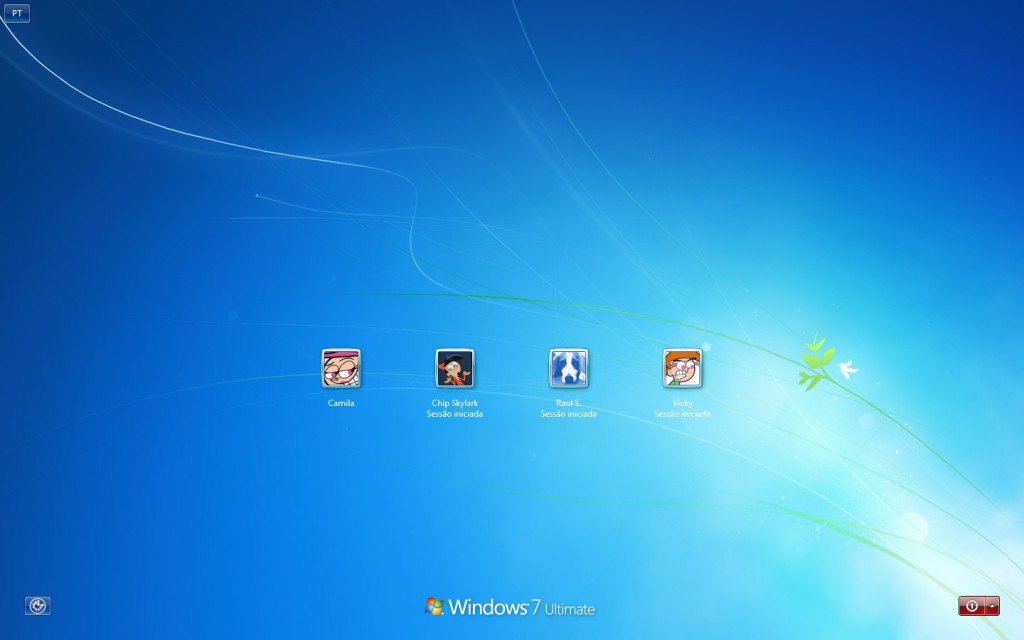 PT
Camila
Chip Skylark
Sessão iniciada
Raul S.
Sessão iniciada
Vicky
Sessão iniciada
Windows 7 Ultimate